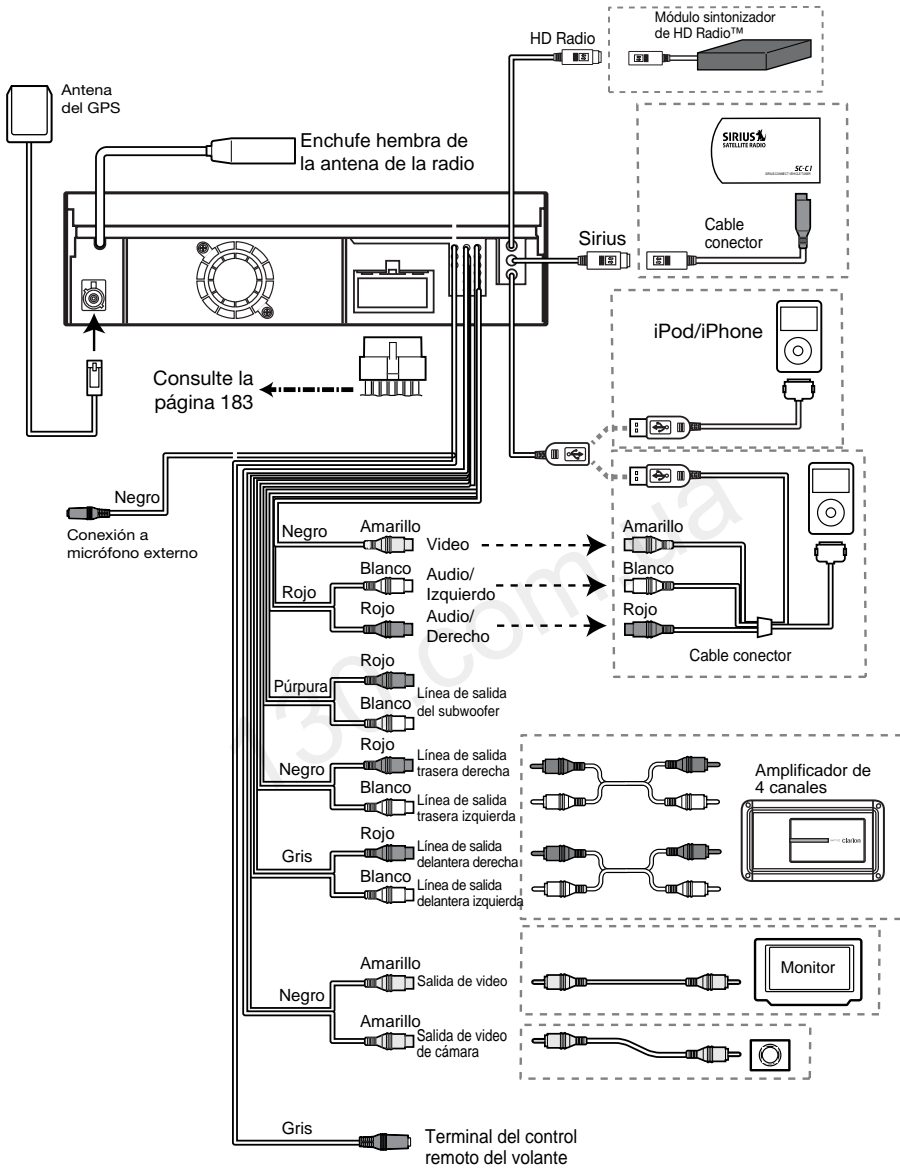 Módulo sintonizador
de HD Radio™
HD Radio
Antena
del GPS
Enchufe hembra de
la antena de la radio
SIRIUS
SATELLITE RADIO
SC-C1
Cable
conector
Sirius
iPod/iPhone
Consulte la
página 183
Negro
Conexión a
micrófono externo
Negro
Amarillo
Video
Amarillo
Rojo
Blanco
Audio/
Izquierdo
Blanco
Rojo
Audio/
Derecho
Rojo
Cable conector
Púrpura
Rojo
Blanco
Línea de salida
del subwoofer
Negro
Rojo
Línea de salida
trasera derecha
Blanco
Línea de salida
trasera izquierda
Amplificador de
4 canales
Clarion
Gris
Rojo
Línea de salida
delantera derecha
Blanco
Línea de salida
delantera izquierda
Negro
Amarillo
Salida de video
Monitor
Amarillo
Salida de video
de cámara
Gris
Terminal del control
remoto del volante
130.com.ua